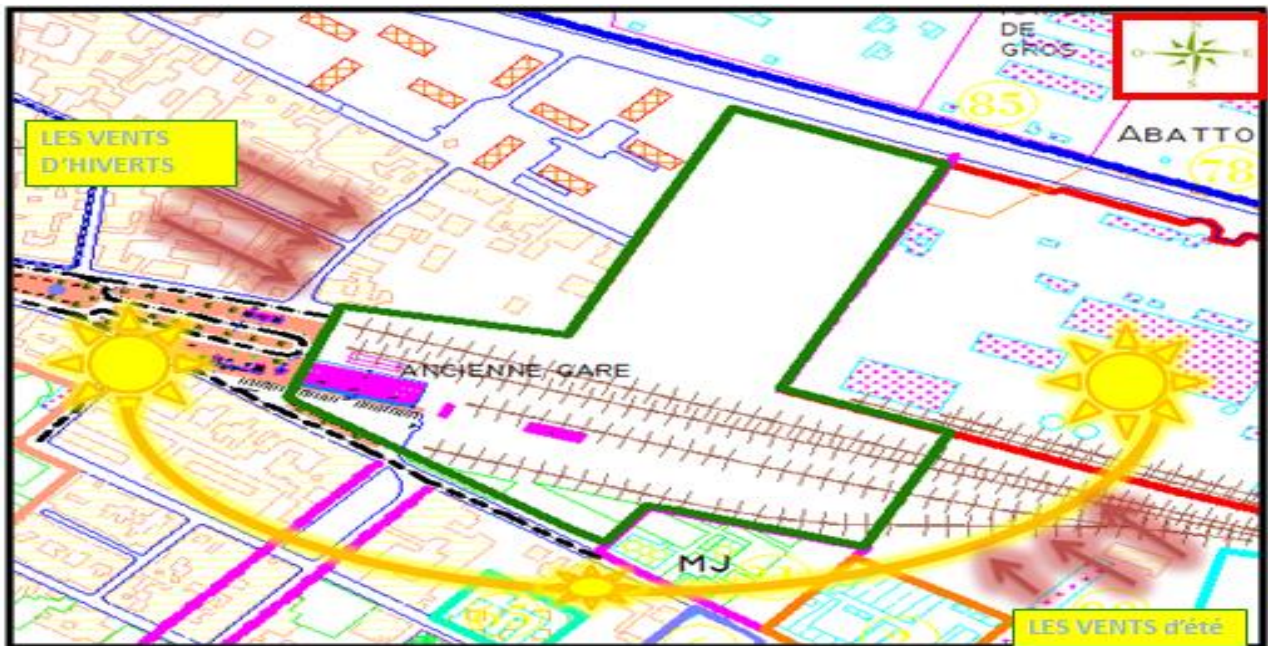 DE
GROS
85
ABATTO
78
LES VENTS
D'HIVERTS
O E
S
ANCIENNE GARE
MJ
LES VENTS d'été